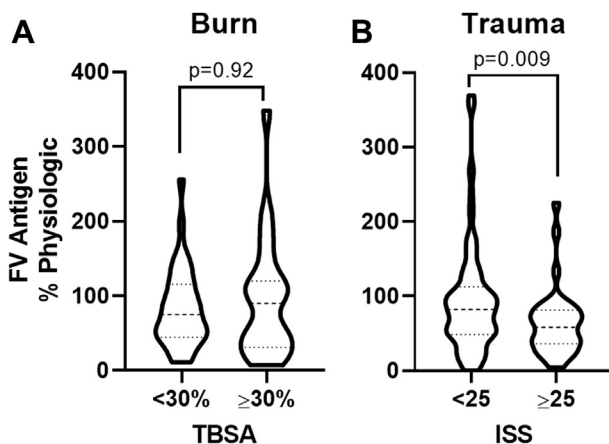 A
Burn
B
Trauma
p=0.92
p=0.009
FV Antigen
% Physiologic
400
300
200
100
0
400
300
200
100
0
<30%
≥30%
<25
≥25
TBSA
ISS